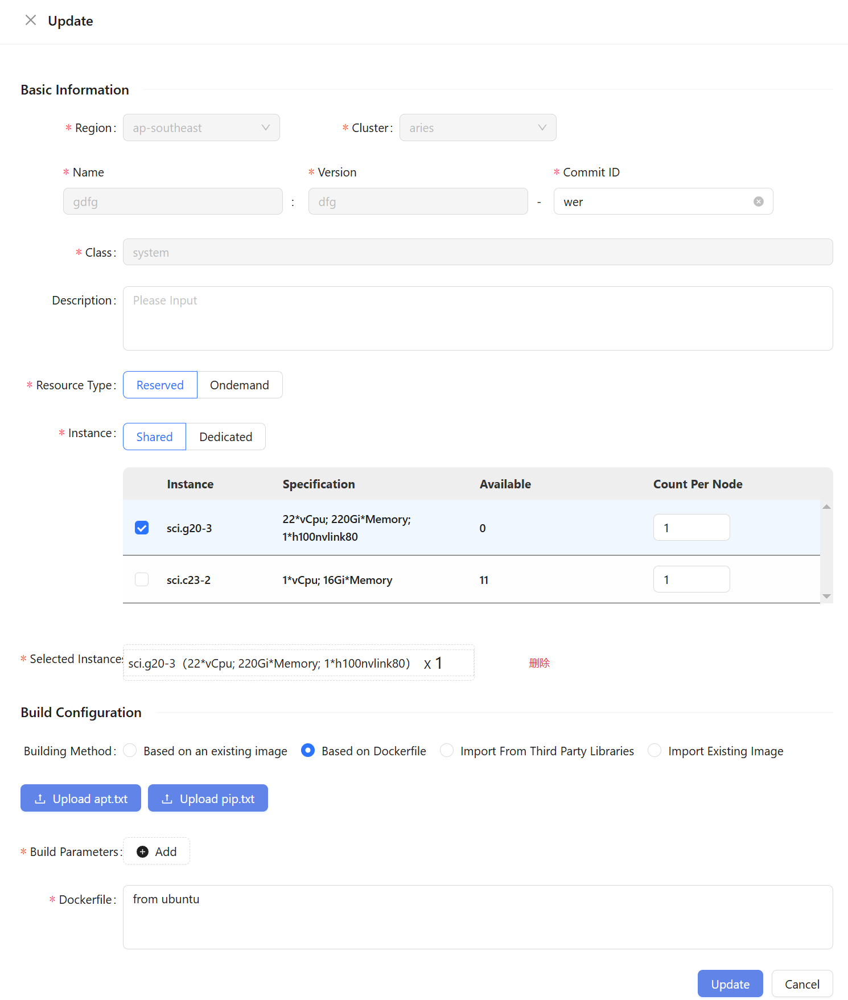 Update
Basic Information
* Region: ap-southeast * Cluster: aries
* Name * Version * Commit ID
gdfg : dfg - wer
* Class: system
Description: Please Input
* Resource Type: Reserved Ondemand
* Instance: Shared Dedicated
Instance Specification Available Count Per Node
sci.g20-3 22*vCpu; 220Gi*Memory; 0 1
1*h100nvlink80
sci.c23-2 1*vCpu; 16Gi*Memory 11 1
* Selected Instances sci.g20-3（22*vCpu; 220Gi*Memory; 1*h100nvlink80） x 1 删除
Build Configuration
Building Method: Based on an existing image Based on Dockerfile Import From Third Party Libraries Import Existing Image
Upload apt.txt Upload pip.txt
* Build Parameters: Add
* Dockerfile: from ubuntu
Update Cancel